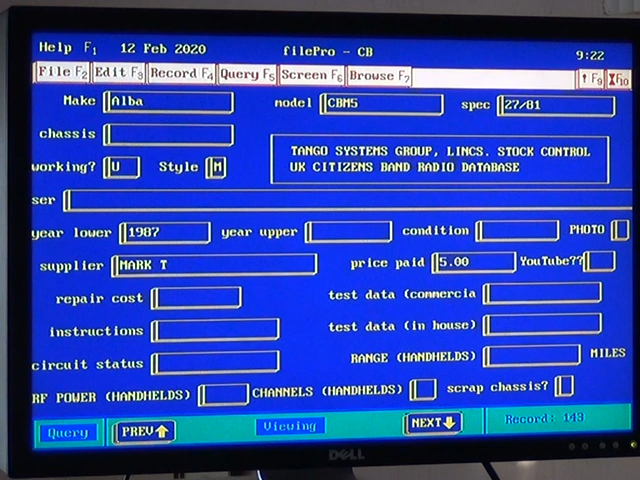 Help F1 12 Feb 2020 filePro - CB 9:22
File F2 Edit F3 Record F4 Query F5 Screen F6 Browse F7 F9 F10
Make Alba model CBM5 spec 27/81
chassis
TANGO SYSTEMS GROUP, LINCS. STOCK CONTROL
UK CITIZENS BAND RADIO DATABASE
working? U Style M
ser
year lower 1987 year upper condition PHOTO
supplier MARK T price paid 5.00 YouTube??
repair cost test data (commercia
instructions test data (in house)
circuit status RANGE (HANDHELDS) MILES
RF POWER (HANDHELDS) CHANNELS (HANDHELDS) scrap chassis?
Query PREV Viewing NEXT Record: 143
DELL